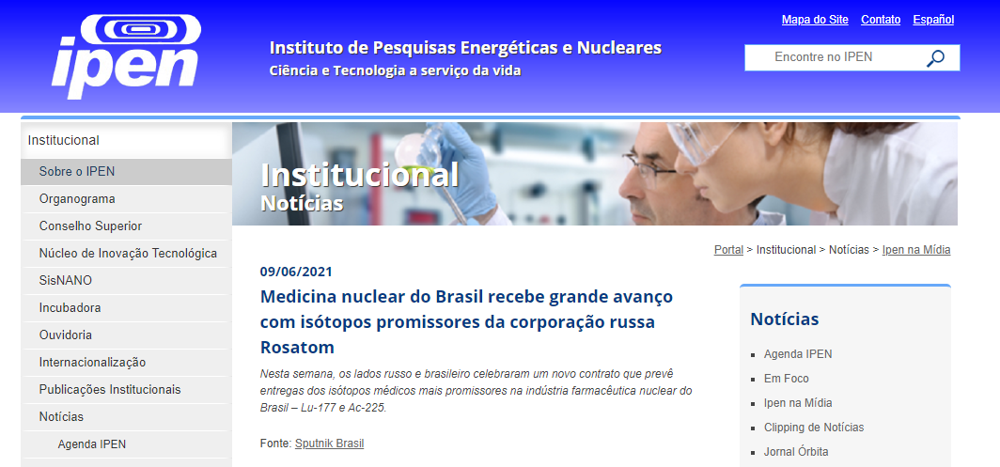 Mapa do Site Contato Español
ipen
Instituto de Pesquisas Energéticas e Nucleares
Ciência e Tecnologia a serviço da vida
Encontre no IPEN
Institucional
Sobre o IPEN
Organograma
Conselho Superior
Núcleo de Inovação Tecnológica
SisNANO
Incubadora
Ouvidoria
Internacionalização
Publicações Institucionais
Notícias
Agenda IPEN
Institucional
Notícias
Portal > Institucional > Notícias > Ipen na Mídia
09/06/2021
Medicina nuclear do Brasil recebe grande avanço
com isótopos promissores da corporação russa
Rosatom
Nesta semana, os lados russo e brasileiro celebraram um novo contrato que prevê
entregas dos isótopos médicos mais promissores na indústria farmacêutica nuclear do
Brasil – Lu-177 e Ac-225.
Fonte: Sputnik Brasil
Notícias
Agenda IPEN
Em Foco
Ipen na Mídia
Clipping de Notícias
Jornal Órbita